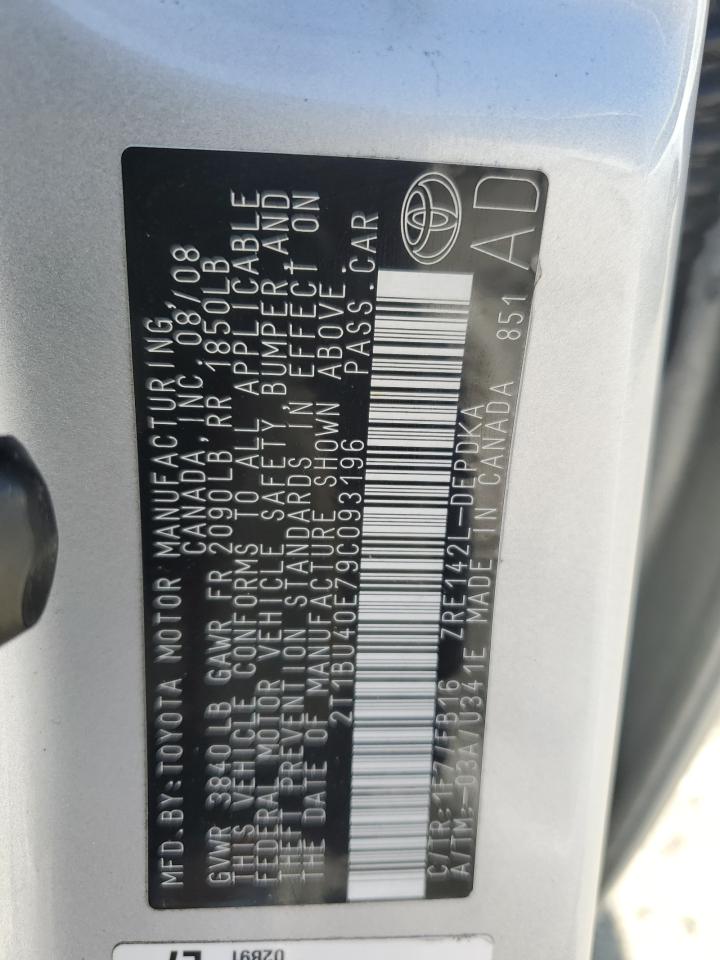 MFD.BY:TOYOTA MOTOR MANUFACTURING,
CANADA, INC. 08/08
GVWR 3840LB GAWR FR 2090LB RR 1850LB
THIS VEHICLE CONFORMS TO ALL APPLICABLE
FEDERAL MOTOR VEHICLE SAFETY, BUMPER, AND
THEFT PREVENTION STANDARDS IN EFFECT ON
THE DATE OF MANUFACTURE SHOWN ABOVE.
2T1BU40E79C093196 PASS.CAR
C/TR:1F7/FB16 ZRE142L-DEPDKA
A/TM:-03A/U341E MADE IN CANADA 851
AD
02B91